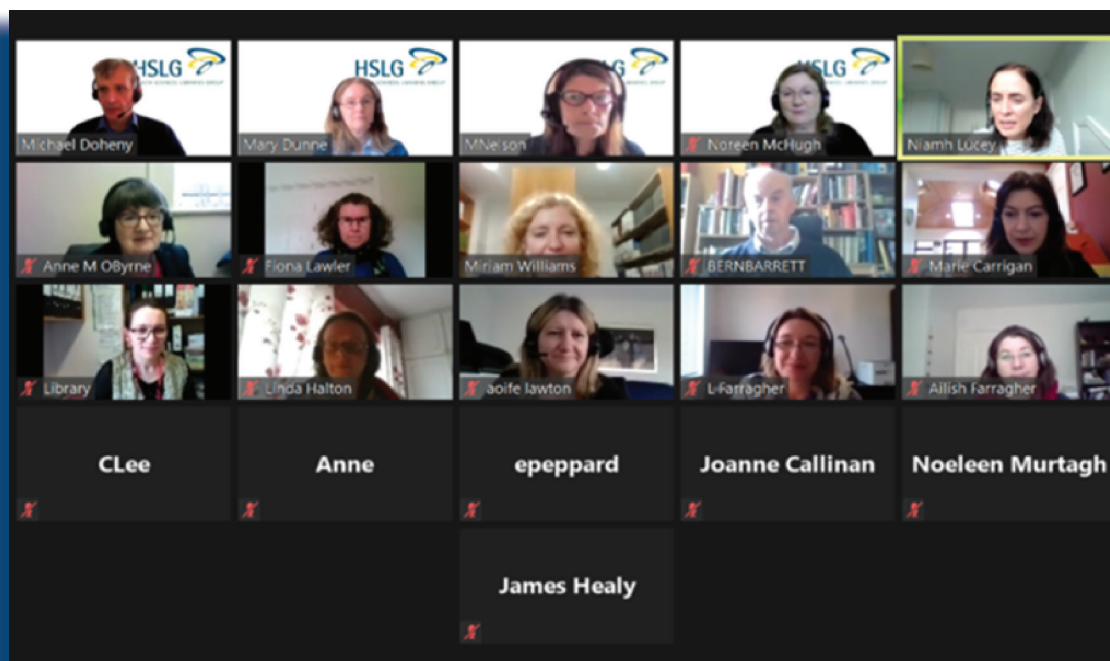 HSLG
HSLG
HSLG
HSLG
Michael Doheny
Mary Dunne
MNelson
Noreen McHugh
Niamh Lucey
Anne M OByrne
Fiona Lawler
Miriam Williams
BERNBARRETT
Marie Carrigan
Library
Linda Halton
aoife lawton
L-Farragher
Ailish Farragher
CLee
Anne
epeppard
Joanne Callinan
Noeleen Murtagh
James Healy